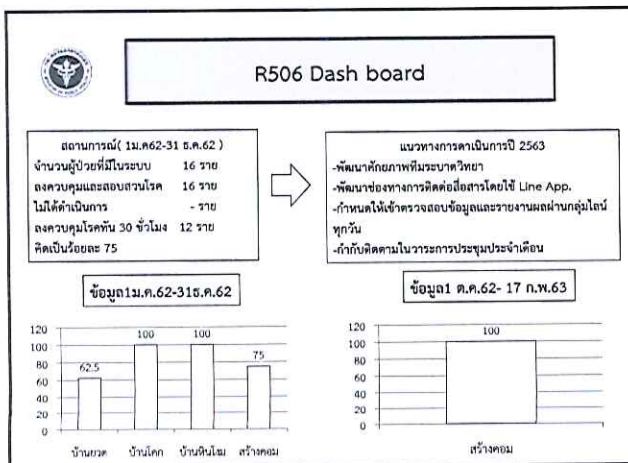 R506 Dash board
สถานการณ์( 1ม.ค62-31 ธ.ค.62 )
จำนวนผู้ป่วยที่มีในระบบ 16 ราย
ลงควบคุมและสอบสวนโรค 16 ราย
ไม่ได้ดำเนินการ - ราย
ลงควบคุมโรคทัน 30 ชั่วโมง 12 ราย
คิดเป็นร้อยละ 75
แนวทางการดาเนินการปี 2563
-พัฒนาศักยภาพทีมระบาดวิทยา
-พัฒนาช่องทางการติดต่อสื่อสารโดยใช้ Line App.
-กำหนดให้เข้าตรวจสอบข้อมูลและรายงานผลผ่านกลุ่มไลน์
ทุกวัน
-กำกับติดตามในวาระการประชุมประจำเดือน
ข้อมูล1ม.ค.62-31ธ.ค.62
120
100
80
60
40
20
0
62.5
100
100
75
บ้านยวด บ้านโคก บ้านหินโงม สร้างคอม
ข้อมูล1 ต.ค.62- 17 ก.พ.63
120
100
80
60
40
20
0
100
สร้างคอม